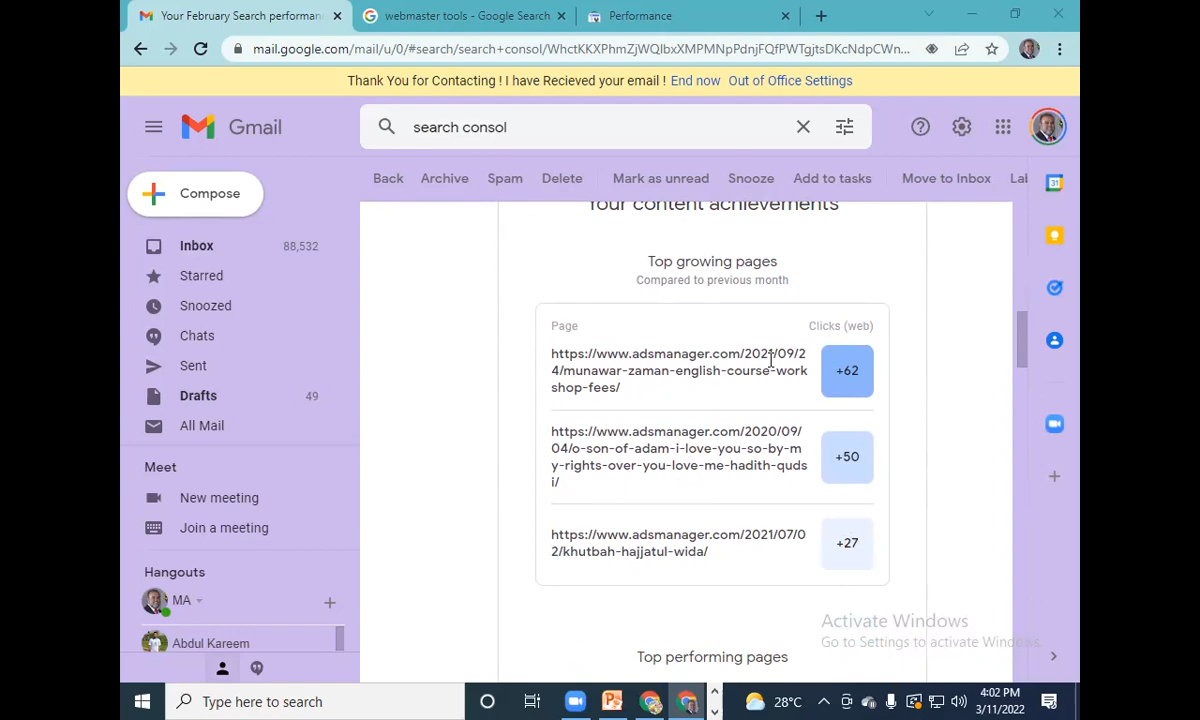 Your February Search performan
webmaster tools - Google Search
Performance
mail.google.com/mail/u/0/#search/search+consol/WhctKKXPhmZjWQlbxXMPMNpPdnjFQfPWTgjtsDKcNdpCWn...
Thank You for Contacting ! I have Recieved your email ! End now Out of Office Settings
Gmail
search consol
Compose
Back Archive Spam Delete Mark as unread Snooze Add to tasks Move to Inbox Lab
31
Inbox 88,532
Starred
Snoozed
Chats
Sent
Drafts 49
All Mail
Meet
New meeting
Join a meeting
Hangouts
MA
Abdul Kareem
Your content achievements
Top growing pages
Compared to previous month
Page Clicks (web)
https://www.adsmanager.com/2021/09/2
4/munawar-zaman-english-course-work
shop-fees/
+62
https://www.adsmanager.com/2020/09/
04/o-son-of-adam-i-love-you-so-by-m
y-rights-over-you-love-me-hadith-quds
i/
+50
https://www.adsmanager.com/2021/07/0
2/khutbah-hajjatul-wida/
+27
Top performing pages
Activate Windows
Go to Settings to activate Windows.
Type here to search
28°C
4:02 PM
3/11/2022